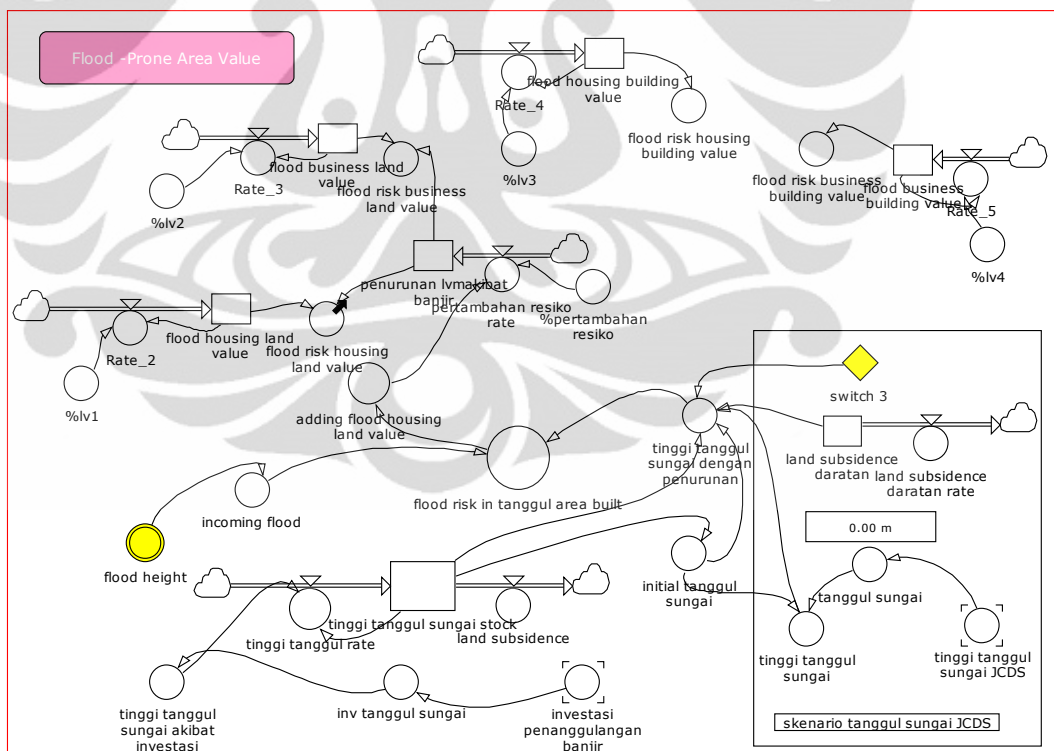 Flood -Prone Area Value
flood housing building
value
Rate_4
flood risk housing
building value
%lv3
flood business land
value
Rate_3
flood risk business
land value
%lv2
flood risk business
building value
flood business
building value
Rate_5
%lv4
penurunan lvmakibat
banjir
pertambahan resiko
rate
%pertambahan
resiko
flood housing land
value
Rate_2
flood risk housing
land value
%lv1
adding flood housing
land value
switch 3
tinggi tanggul
sungai dengan
penurunan
land subsidence
daratan
land subsidence
daratan rate
flood risk in tanggul area built
incoming flood
0.00 m
flood height
initial tanggul
sungai
tanggul sungai
tinggi tanggul sungai stock
tinggi tanggul rate
land subsidence
tinggi tanggul
sungai
tinggi tanggul
sungai JCDS
tinggi tanggul
sungai akibat
investasi
inv tanggul sungai
investasi
penanggulangan
banjir
skenario tanggul sungai JCDS